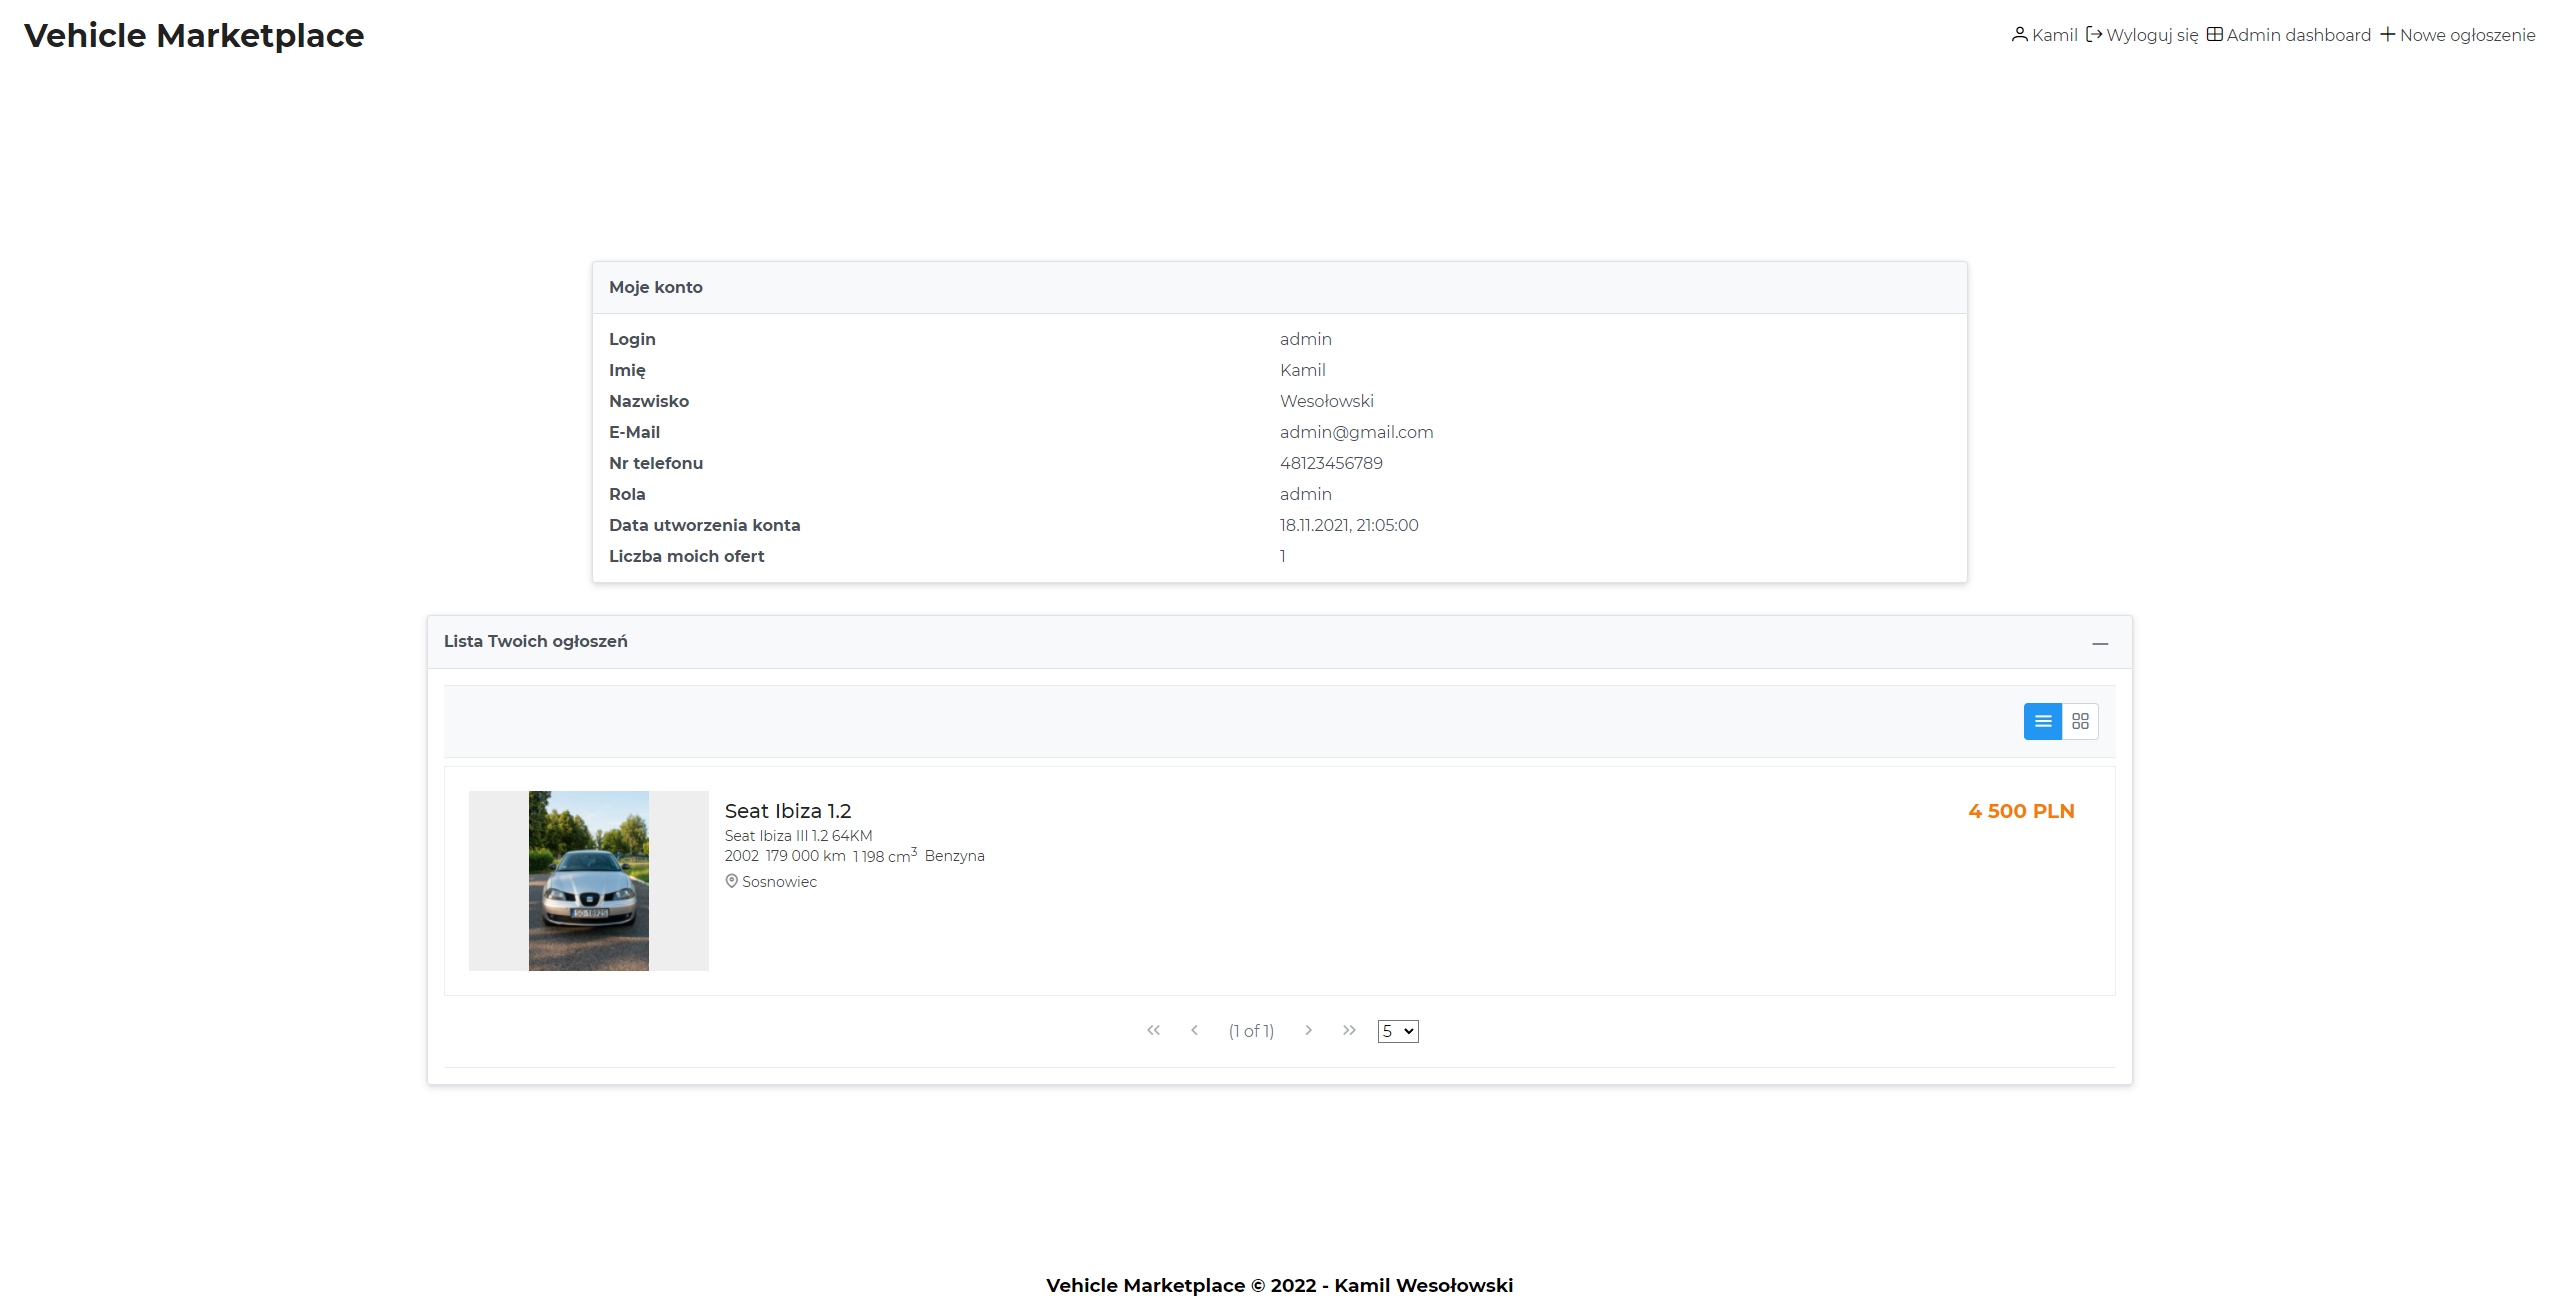 Vehicle Marketplace
Kamil Wyloguj się Admin dashboard Nowe ogłoszenie
Moje konto
Login admin
Imię Kamil
Nazwisko Wesołowski
E-Mail admin@gmail.com
Nr telefonu 48123456789
Rola admin
Data utworzenia konta 18.11.2021, 21:05:00
Liczba moich ofert 1
Lista Twoich ogłoszeń
Seat Ibiza 1.2 4 500 PLN
Seat Ibiza III 1.2 64KM
2002 179 000 km 1 198 cm³ Benzyna
Sosnowiec
(1 of 1) 5
Vehicle Marketplace © 2022 - Kamil Wesołowski